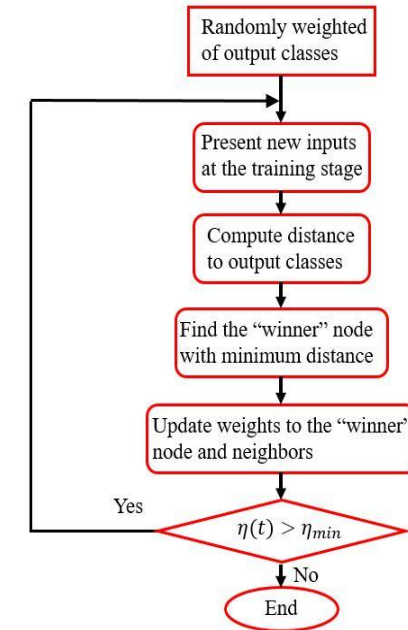 Randomly weighted
of output classes
Present new inputs
at the training stage
Compute distance
to output classes
Find the “winner” node
with minimum distance
Update weights to the “winner”
node and neighbors
Yes
η(t) > ηmin
No
End